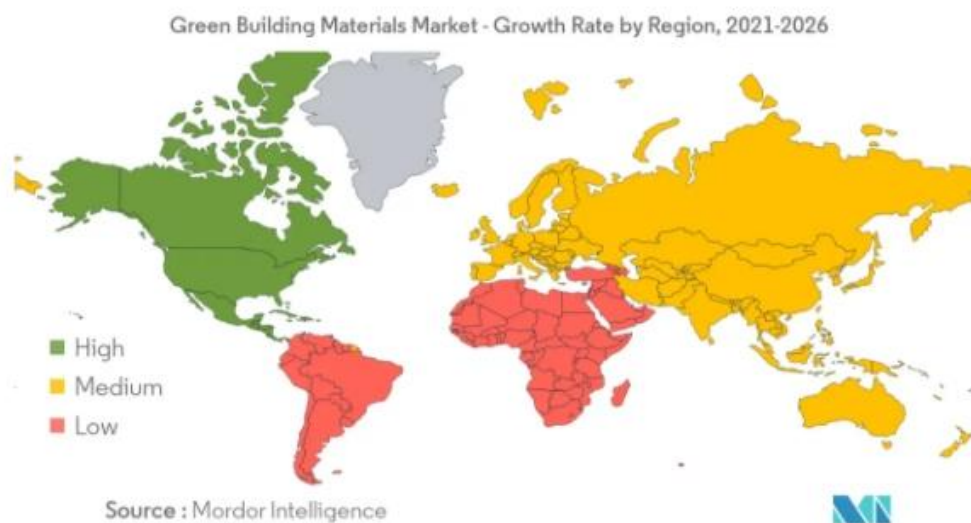 Green Building Materials Market - Growth Rate by Region, 2021-2026
High
Medium
Low
Source : Mordor Intelligence